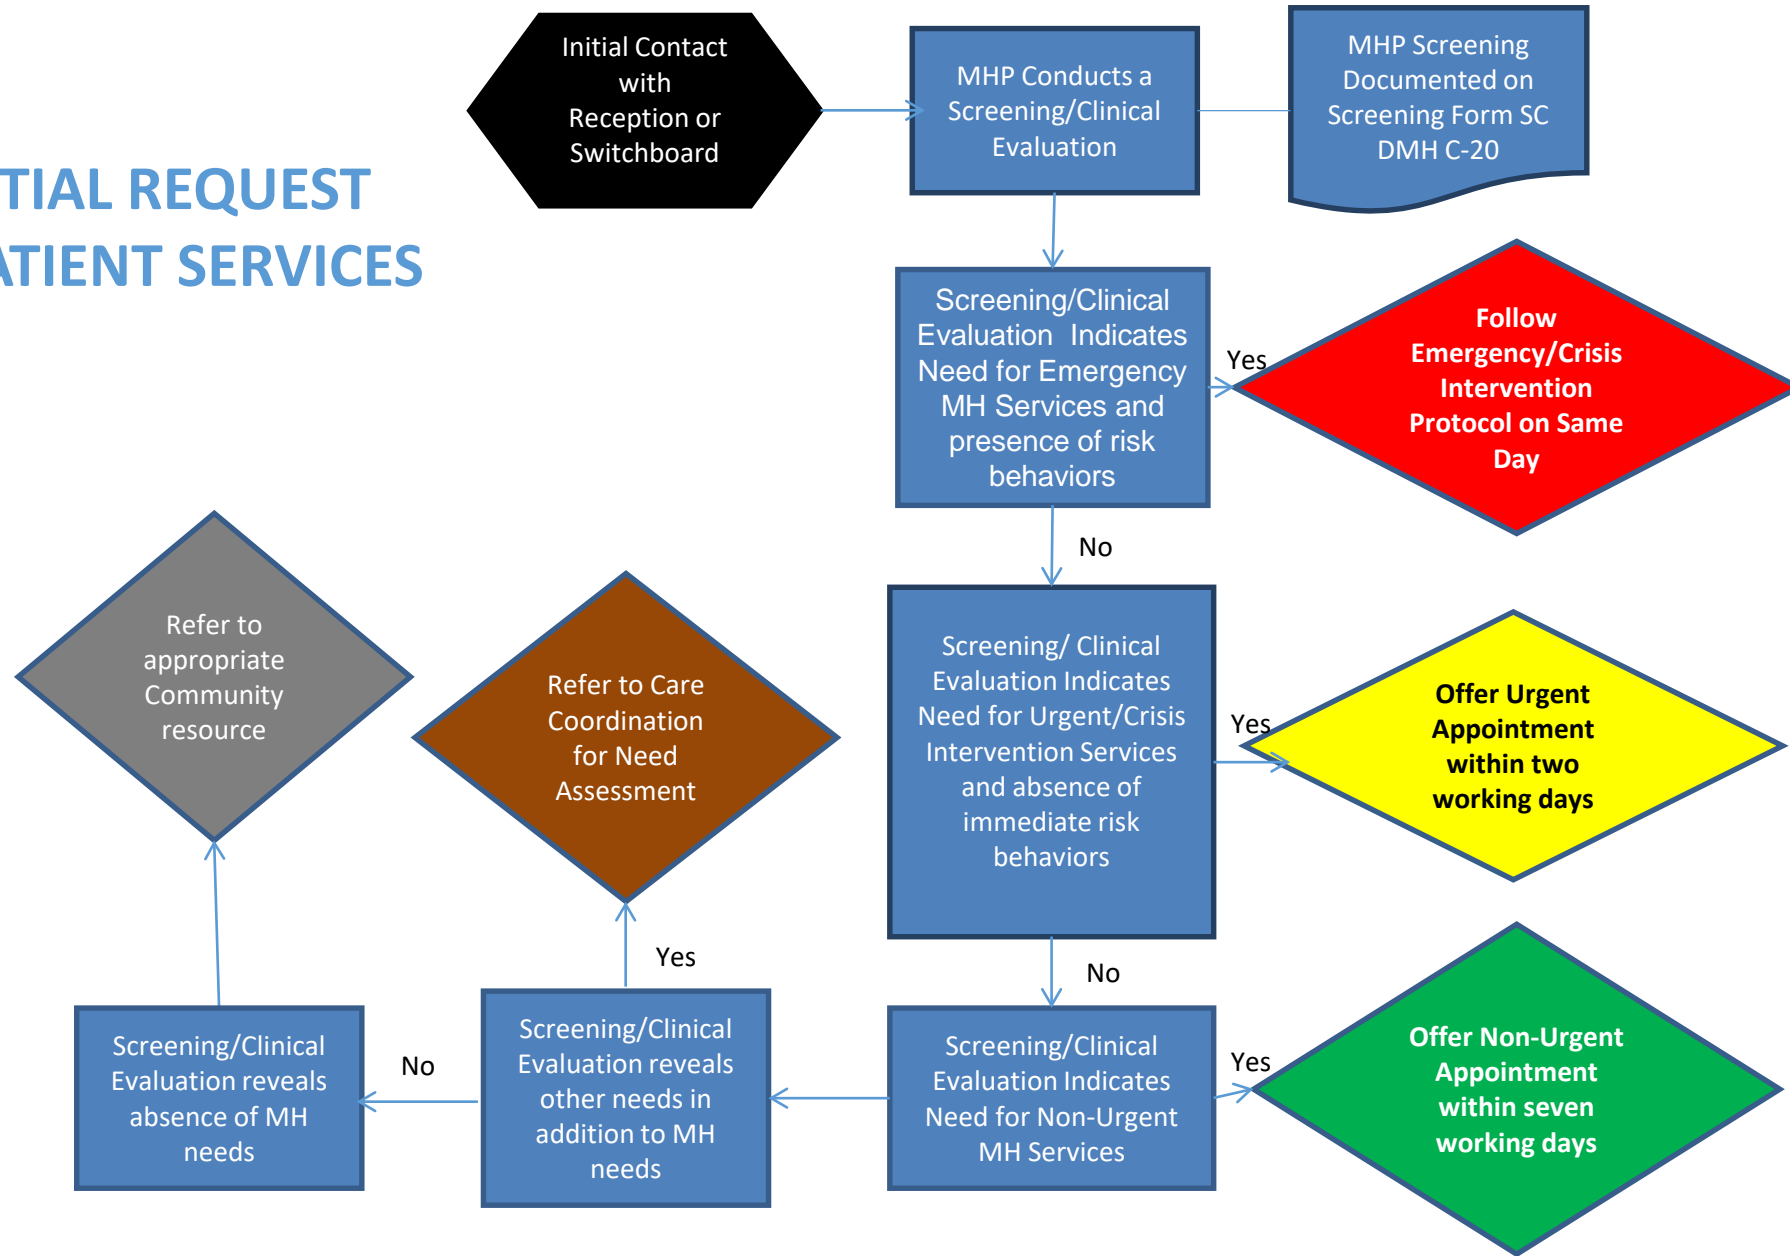 TIAL REQUEST
ATIENT SERVICES
Initial Contact
with
Reception or
Switchboard
MHP Conducts a
Screening/Clinical
Evaluation
MHP Screening
Documented on
Screening Form SC
DMH C-20
Screening/Clinical
Evaluation Indicates
Need for Emergency
MH Services and
presence of risk
behaviors
Yes
Follow
Emergency/Crisis
Intervention
Protocol on Same
Day
No
Screening/ Clinical
Evaluation Indicates
Need for Urgent/Crisis
Intervention Services
and absence of
immediate risk
behaviors
Yes
Offer Urgent
Appointment
within two
working days
No
Screening/Clinical
Evaluation Indicates
Need for Non-Urgent
MH Services
Yes
Offer Non-Urgent
Appointment
within seven
working days
Screening/Clinical
Evaluation reveals
other needs in
addition to MH
needs
Yes
Refer to Care
Coordination
for Need
Assessment
No
Screening/Clinical
Evaluation reveals
absence of MH
needs
Refer to
appropriate
Community
resource